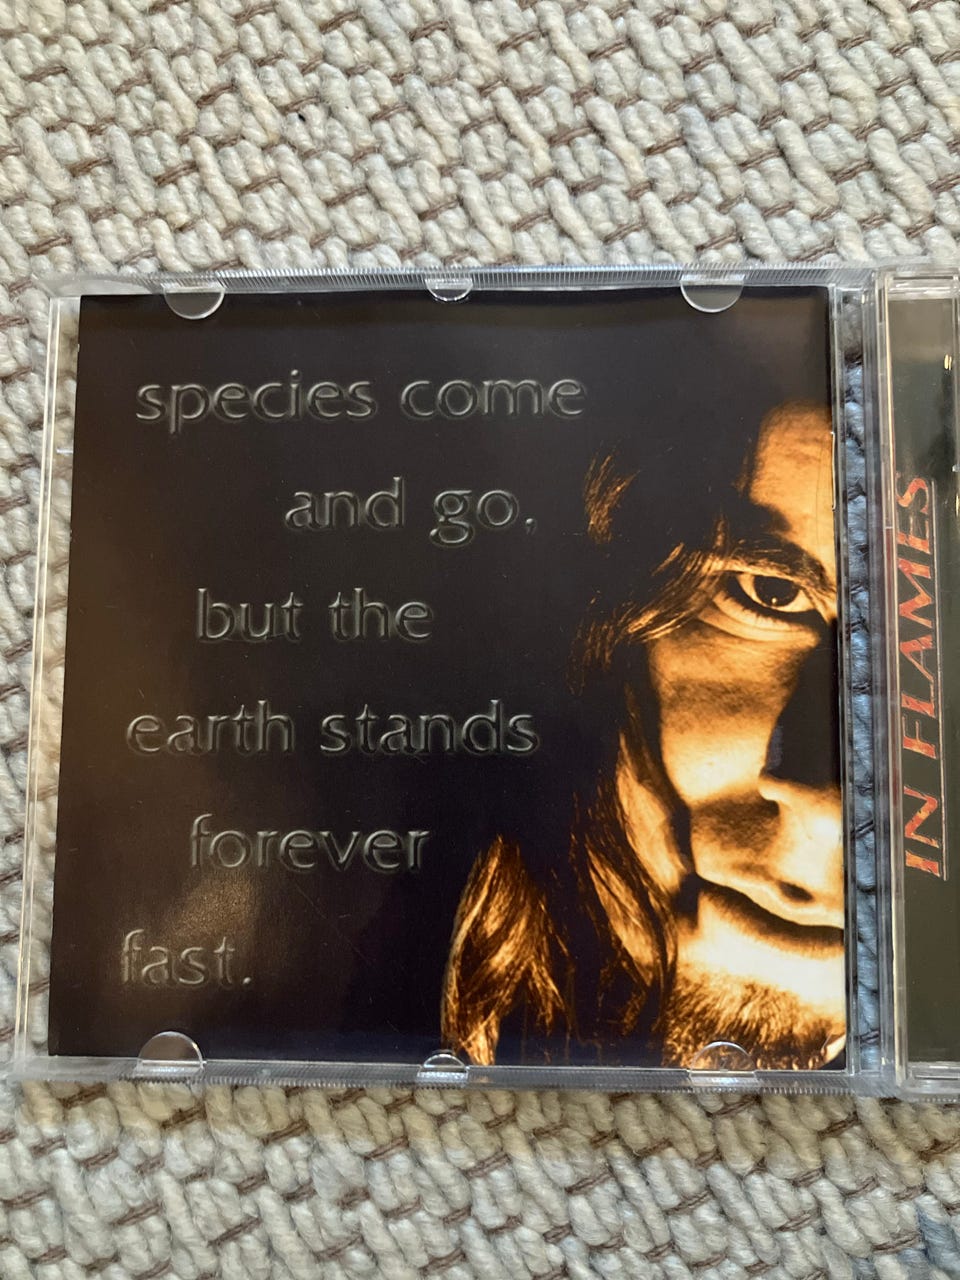 species come
and go,
but the
earth stands
forever
fast.
IN FLAMES